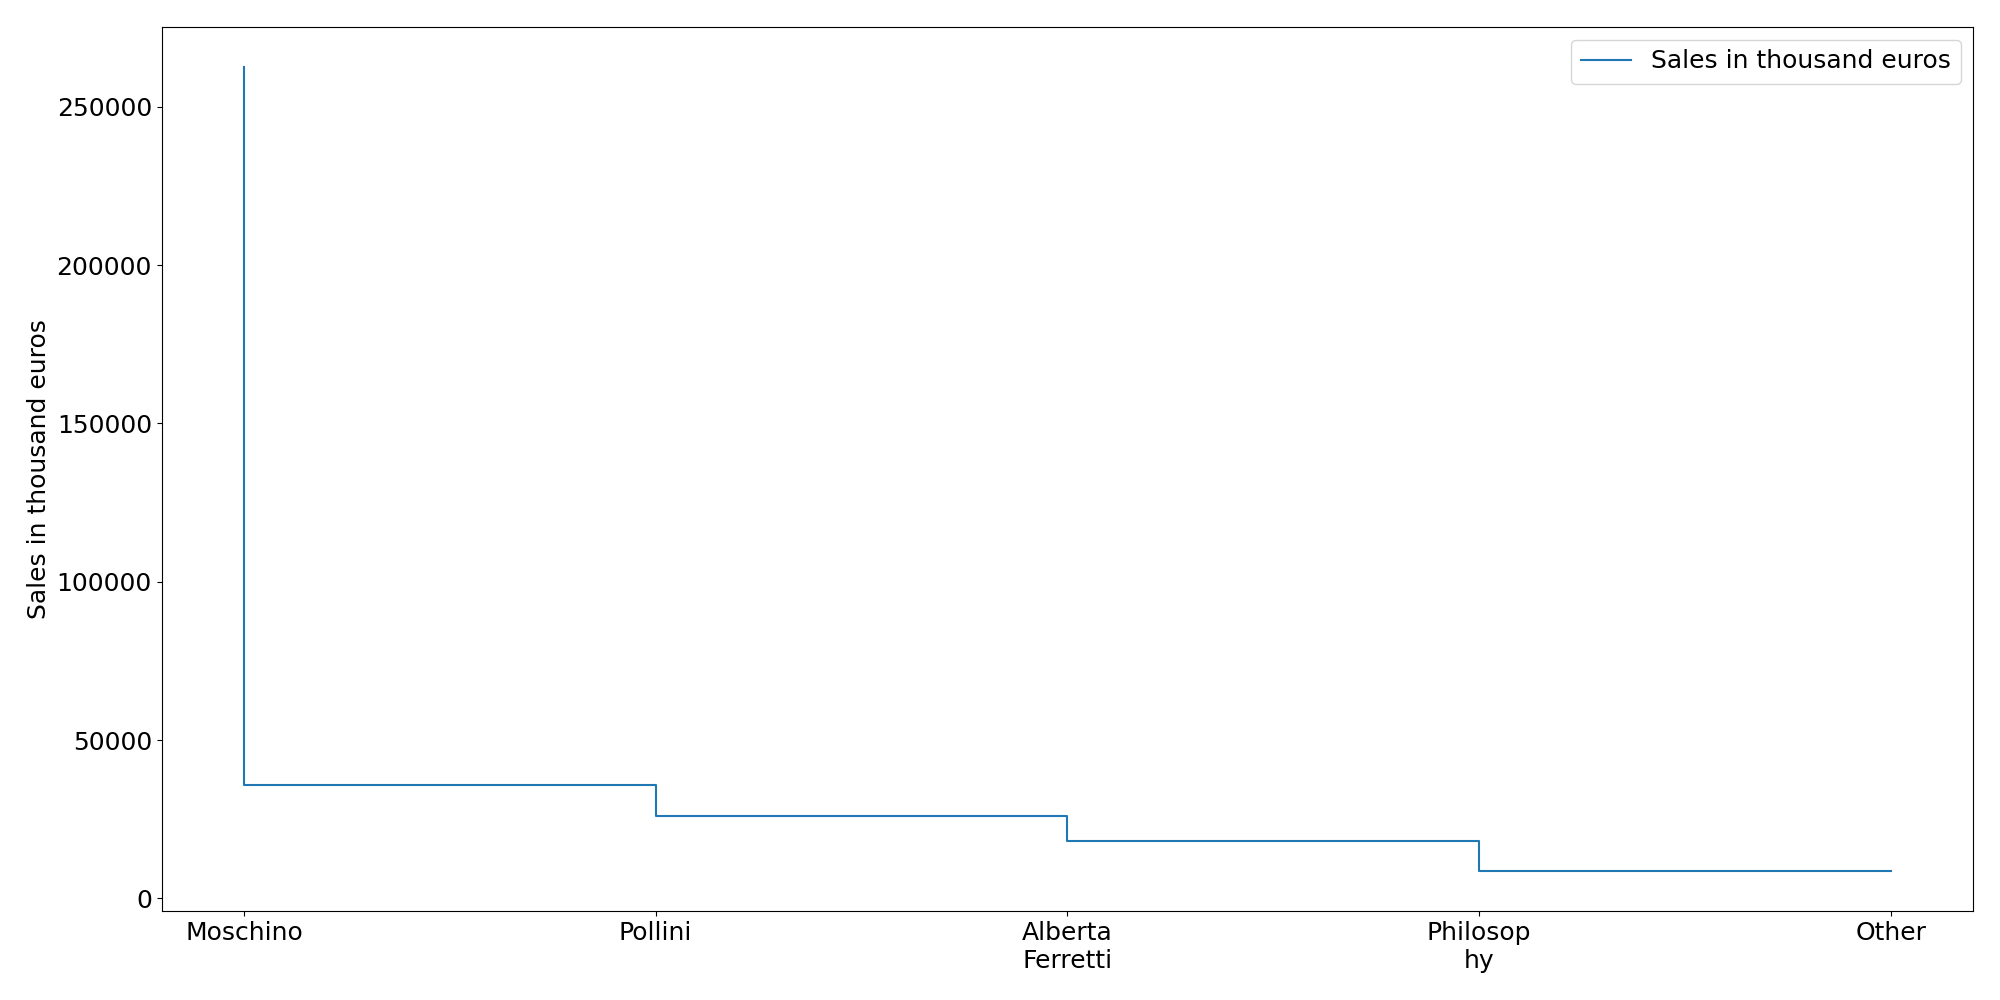 Sales in thousand euros
250000
200000
150000
100000
50000
0
Sales in thousand euros
Moschino
Pollini
Alberta
Ferretti
Philosop
hy
Other